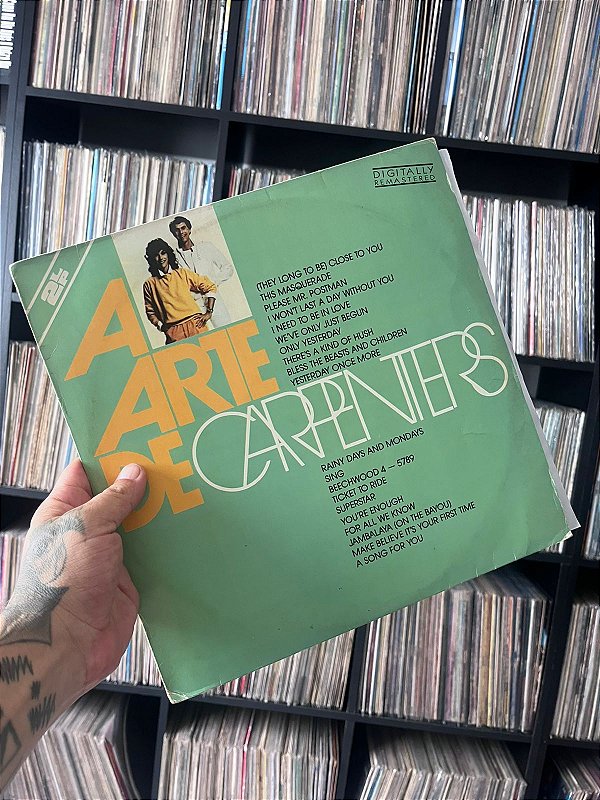 DIGITALLY
REMASTERED
2LP
A
ARTE
DE CARPENTERS
(THEY LONG TO BE) CLOSE TO YOU
THIS MASQUERADE
PLEASE MR. POSTMAN
I WON'T LAST A DAY WITHOUT YOU
I NEED TO BE IN LOVE
WE'VE ONLY JUST BEGUN
ONLY YESTERDAY
THERE'S A KIND OF HUSH
BLESS THE BEASTS AND CHILDREN
YESTERDAY ONCE MORE
RAINY DAYS AND MONDAYS
SING
BEECHWOOD 4 — 5789
TICKET TO RIDE
SUPERSTAR
YOU'RE ENOUGH
FOR ALL WE KNOW
JAMBALAYA (ON THE BAYOU)
MAKE BELIEVE IT'S YOUR FIRST TIME
A SONG FOR YOU